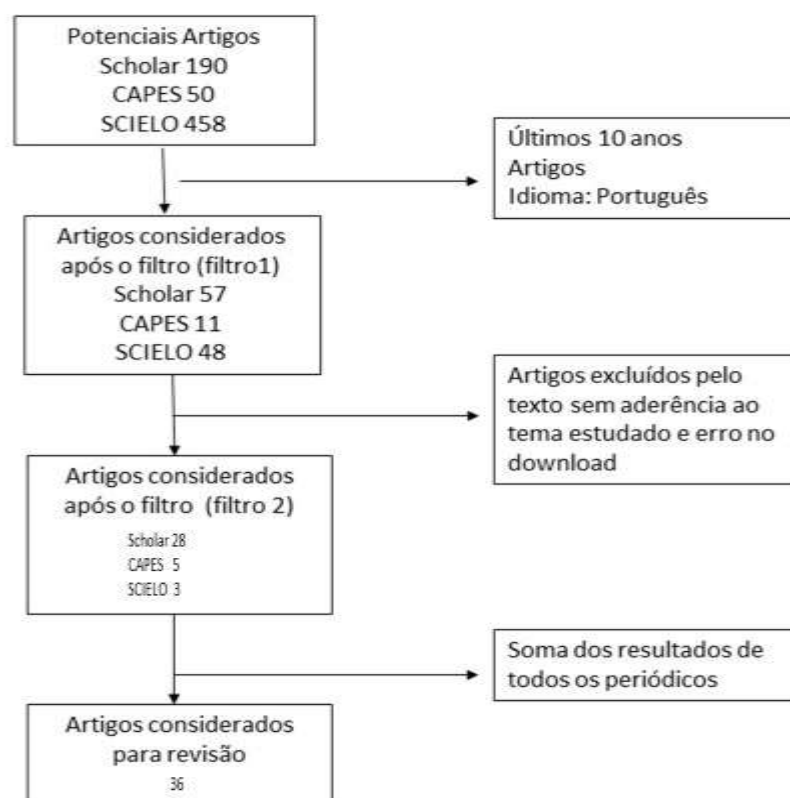 Potenciais Artigos
Scholar 190
CAPES 50
SCIELO 458
Últimos 10 anos
Artigos
Idioma: Português
Artigos considerados
após o filtro (filtro1)
Scholar 57
CAPES 11
SCIELO 48
Artigos excluídos pelo
texto sem aderência ao
tema estudado e erro no
download
Artigos considerados
após o filtro (filtro 2)
Scholar 28
CAPES 5
SCIELO 3
Soma dos resultados de
todos os periódicos
Artigos considerados
para revisão
36